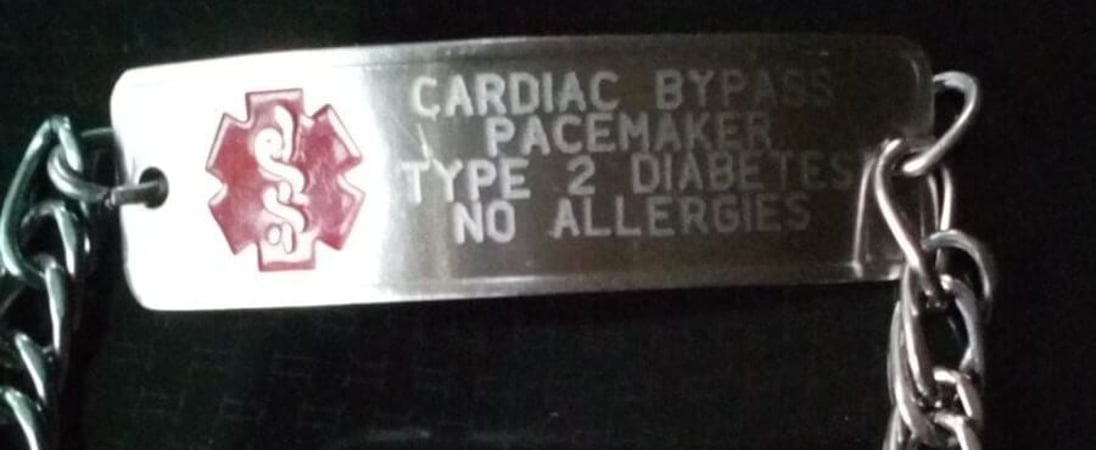 CARDIAC BYPASS
PACEMAKER
TYPE 2 DIABETES
NO ALLERGIES